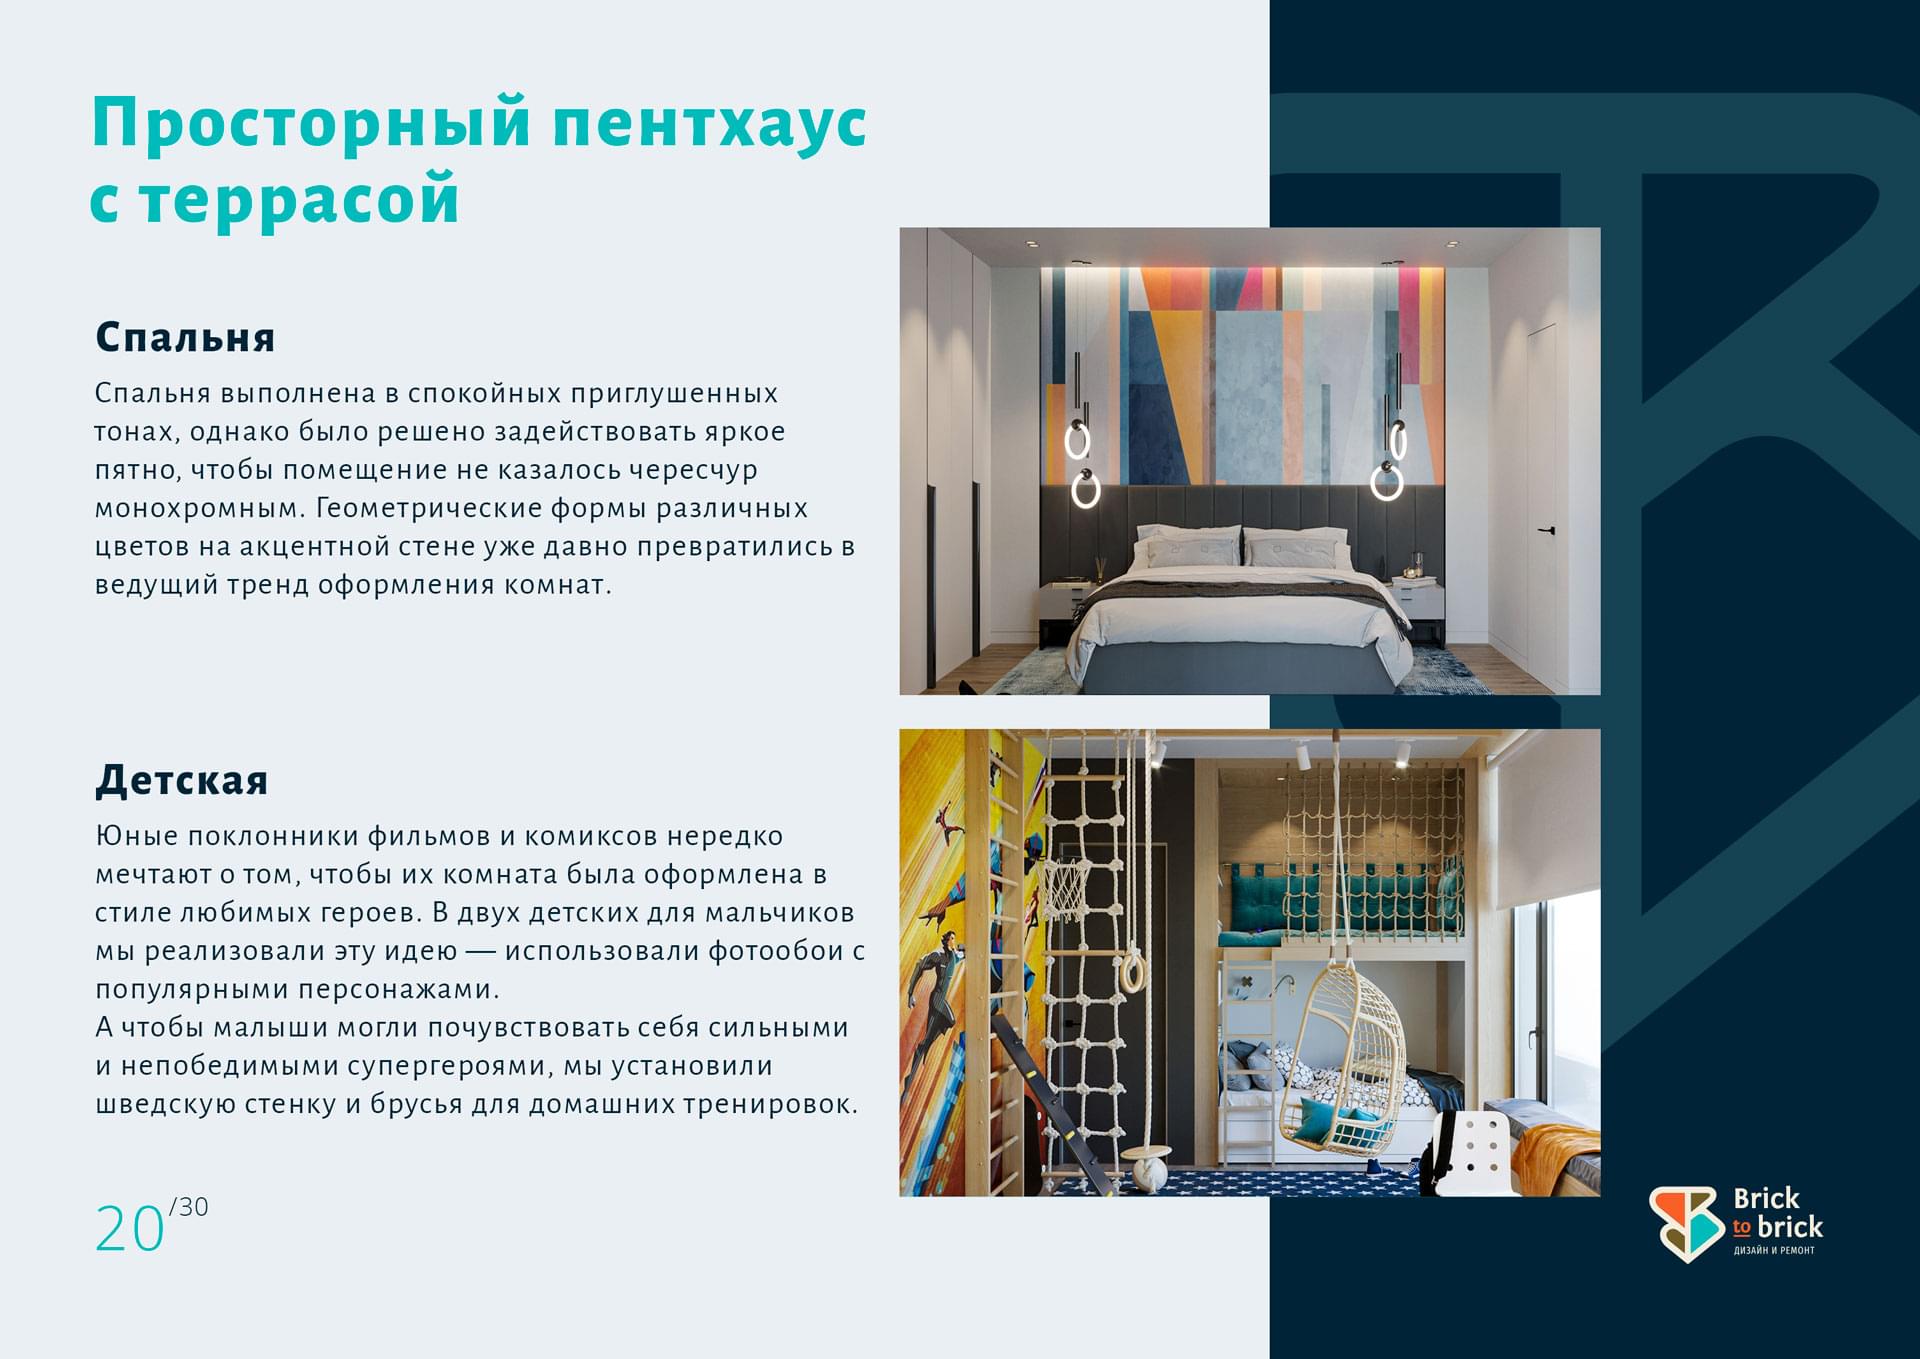 Просторный пентхаус
с террасой
Спальня
Спальня выполнена в спокойных приглушенных
тонах, однако было решено задействовать яркое
пятно, чтобы помещение не казалось чересчур
монохромным. Геометрические формы различных
цветов на акцентной стене уже давно превратились в
ведущий тренд оформления комнат.
Детская
Юные поклонники фильмов и комиксов нередко
мечтают о том, чтобы их комната была оформлена в
стиле любимых героев. В двух детских для мальчиков
мы реализовали эту идею — использовали фотообои с
популярными персонажами.
А чтобы малыши могли почувствовать себя сильными
и непобедимыми супергероями, мы установили
шведскую стенку и брусья для домашних тренировок.
20/30
Brick
to brick
ДИЗАЙН И РЕМОНТ